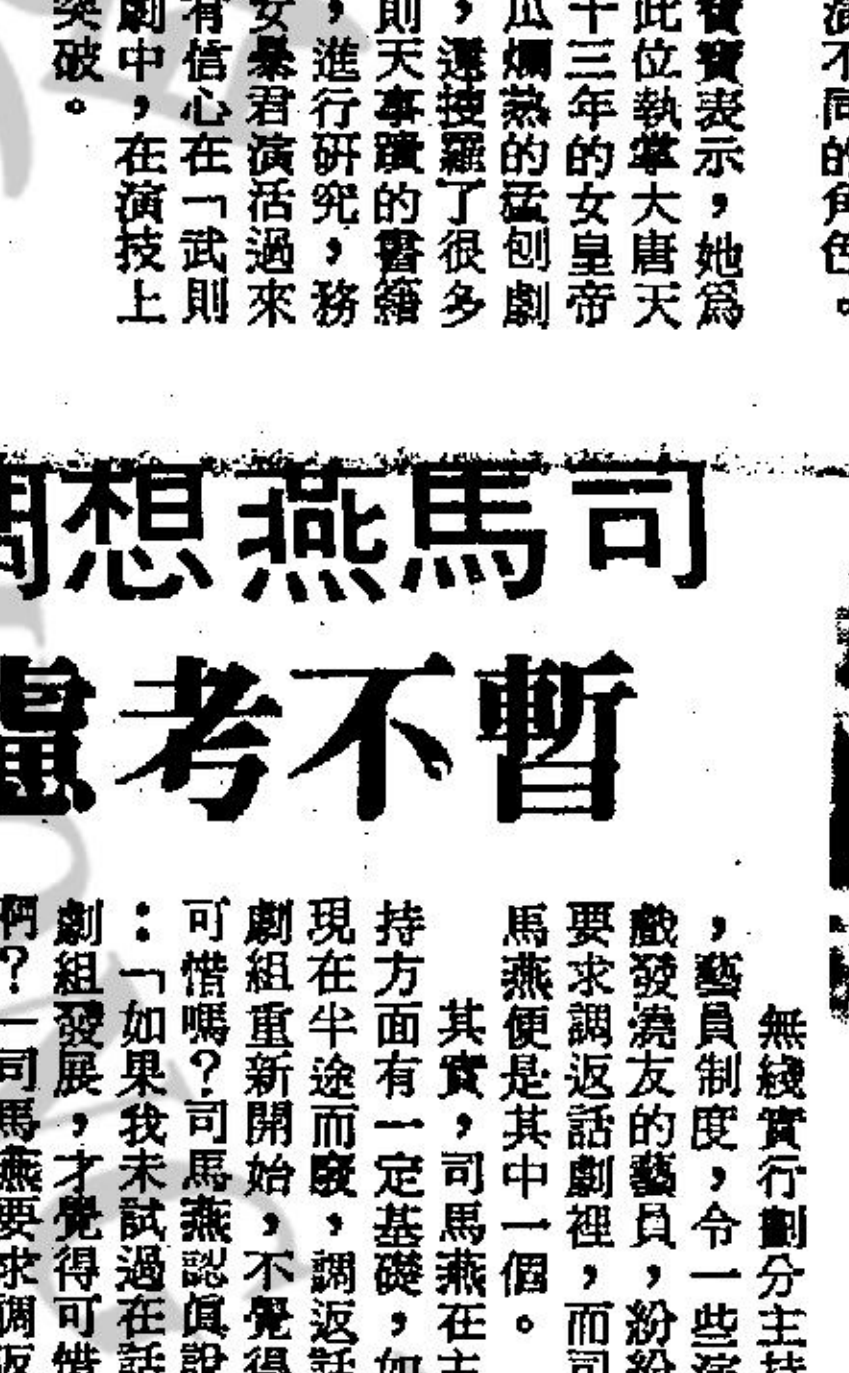 演不同的角色。
寶寶表示，她爲
此位執掌大唐天
十三年的女皇帝
瓜爛熟的猛刨劇
，還搜羅了很多
則天事蹟的書籍
，進行研究，務
女暴君演活過來
有信心在「武則
劇中，在演技上
突破。
司馬燕想調
暫不考慮
無綫實行劃分主持
，藝員制度，令一些演
戲發澆友的藝員，紛紛
要求調返話劇裡，而司
馬燕便是其中一個。
其實，司馬燕在主
持方面有一定基礎，如
現在半途而廢，調返話
劇組重新開始，不覺得
可惜嗎？司馬燕認眞說
：「如果我未試過在話
劇組發展，才覺得可惜
啊？」司馬燕要求調返